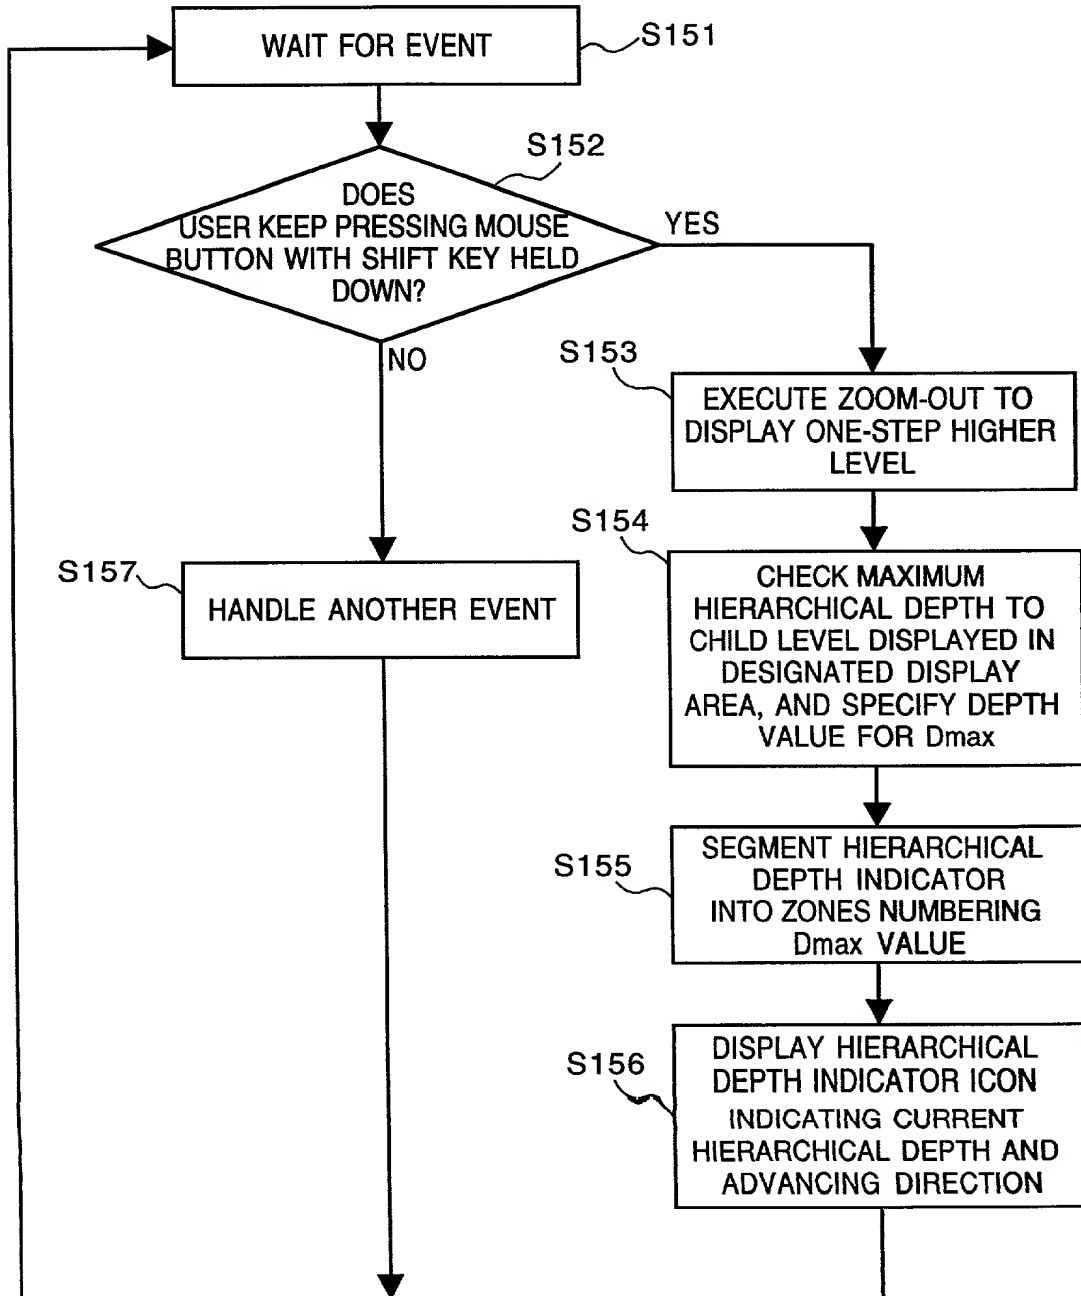 WAIT FOR EVENT
S151
S152
DOES
USER KEEP PRESSING MOUSE
BUTTON WITH SHIFT KEY HELD
DOWN?
YES
NO
S153
EXECUTE ZOOM-OUT TO
DISPLAY ONE-STEP HIGHER
LEVEL
S154
CHECK MAXIMUM
HIERARCHICAL DEPTH TO
CHILD LEVEL DISPLAYED IN
DESIGNATED DISPLAY
AREA, AND SPECIFY DEPTH
VALUE FOR Dmax
S157
HANDLE ANOTHER EVENT
S155
SEGMENT HIERARCHICAL
DEPTH INDICATOR
INTO ZONES NUMBERING
Dmax VALUE
S156
DISPLAY HIERARCHICAL
DEPTH INDICATOR ICON
INDICATING CURRENT
HIERARCHICAL DEPTH AND
ADVANCING DIRECTION